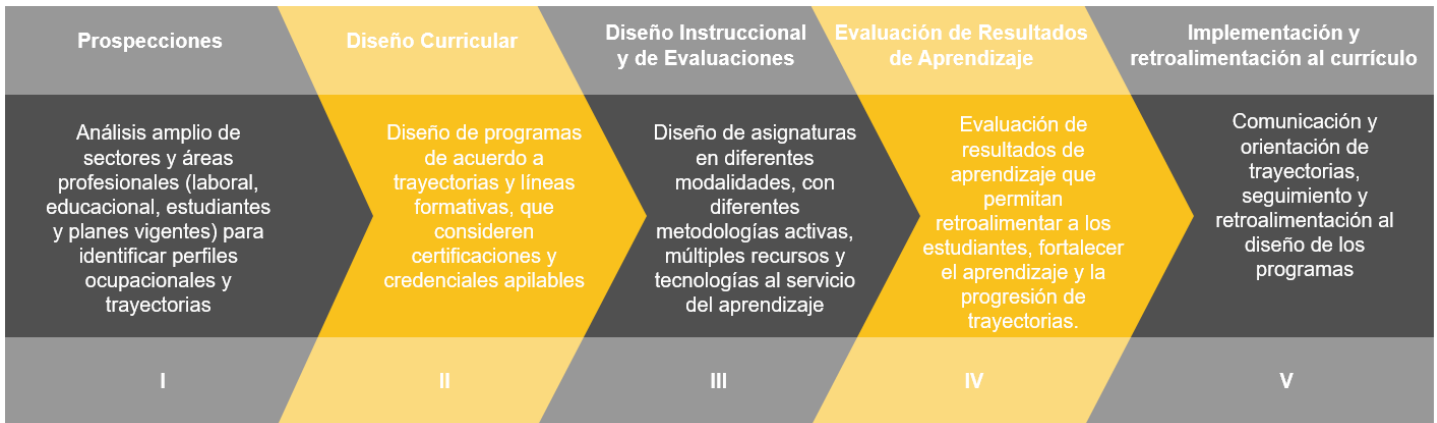 Prospecciones
Análisis amplio de
sectores y áreas
profesionales (laboral,
educacional, estudiantes
y planes vigentes) para
identificar perfiles
ocupacionales y
trayectorias
I
Diseño Curricular
Diseño de programas
de acuerdo a
trayectorias y líneas
formativas, que
consideren
certificaciones y
credenciales apilables
II
Diseño Instruccional
y de Evaluaciones
Diseño de asignaturas
en diferentes
modalidades, con
diferentes
metodologías activas,
múltiples recursos y
tecnologías al servicio
del aprendizaje
III
Evaluación de Resultados
de Aprendizaje
Evaluación de
resultados de
aprendizaje que
permitan
retroalimentar a los
estudiantes, fortalecer
el aprendizaje y la
progresión de
trayectorias.
IV
Implementación y
retroalimentación al currículo
Comunicación y
orientación de
trayectorias,
seguimiento y
retroalimentación al
diseño de los
programas
V